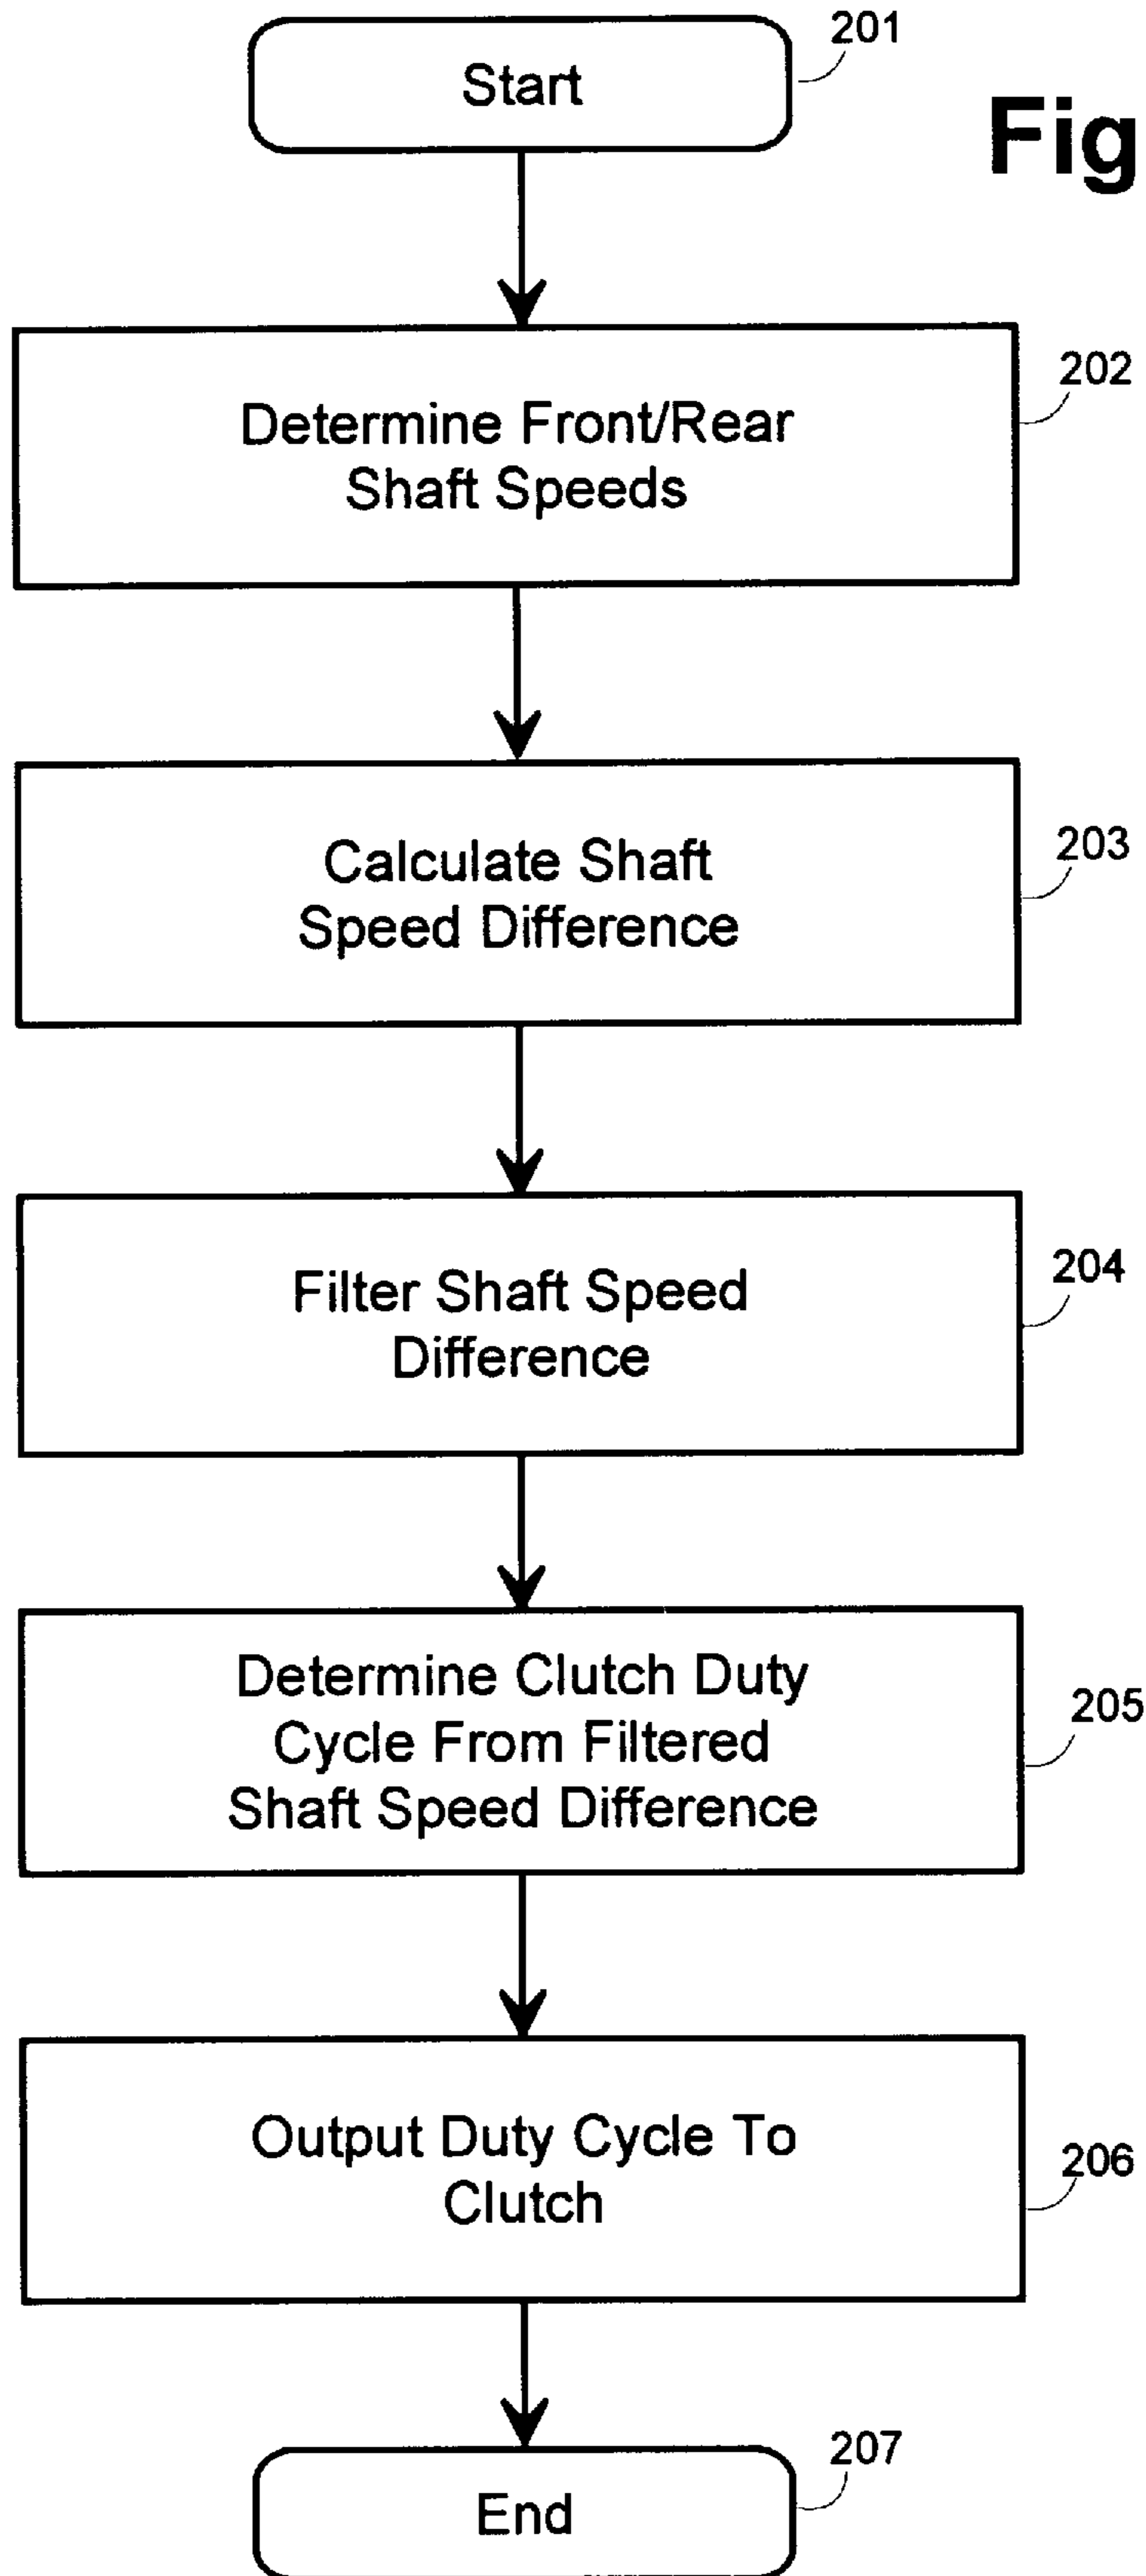 Start
201
Fig
Determine Front/Rear
Shaft Speeds
202
Calculate Shaft
Speed Difference
203
Filter Shaft Speed
Difference
204
Determine Clutch Duty
Cycle From Filtered
Shaft Speed Difference
205
Output Duty Cycle To
Clutch
206
End
207